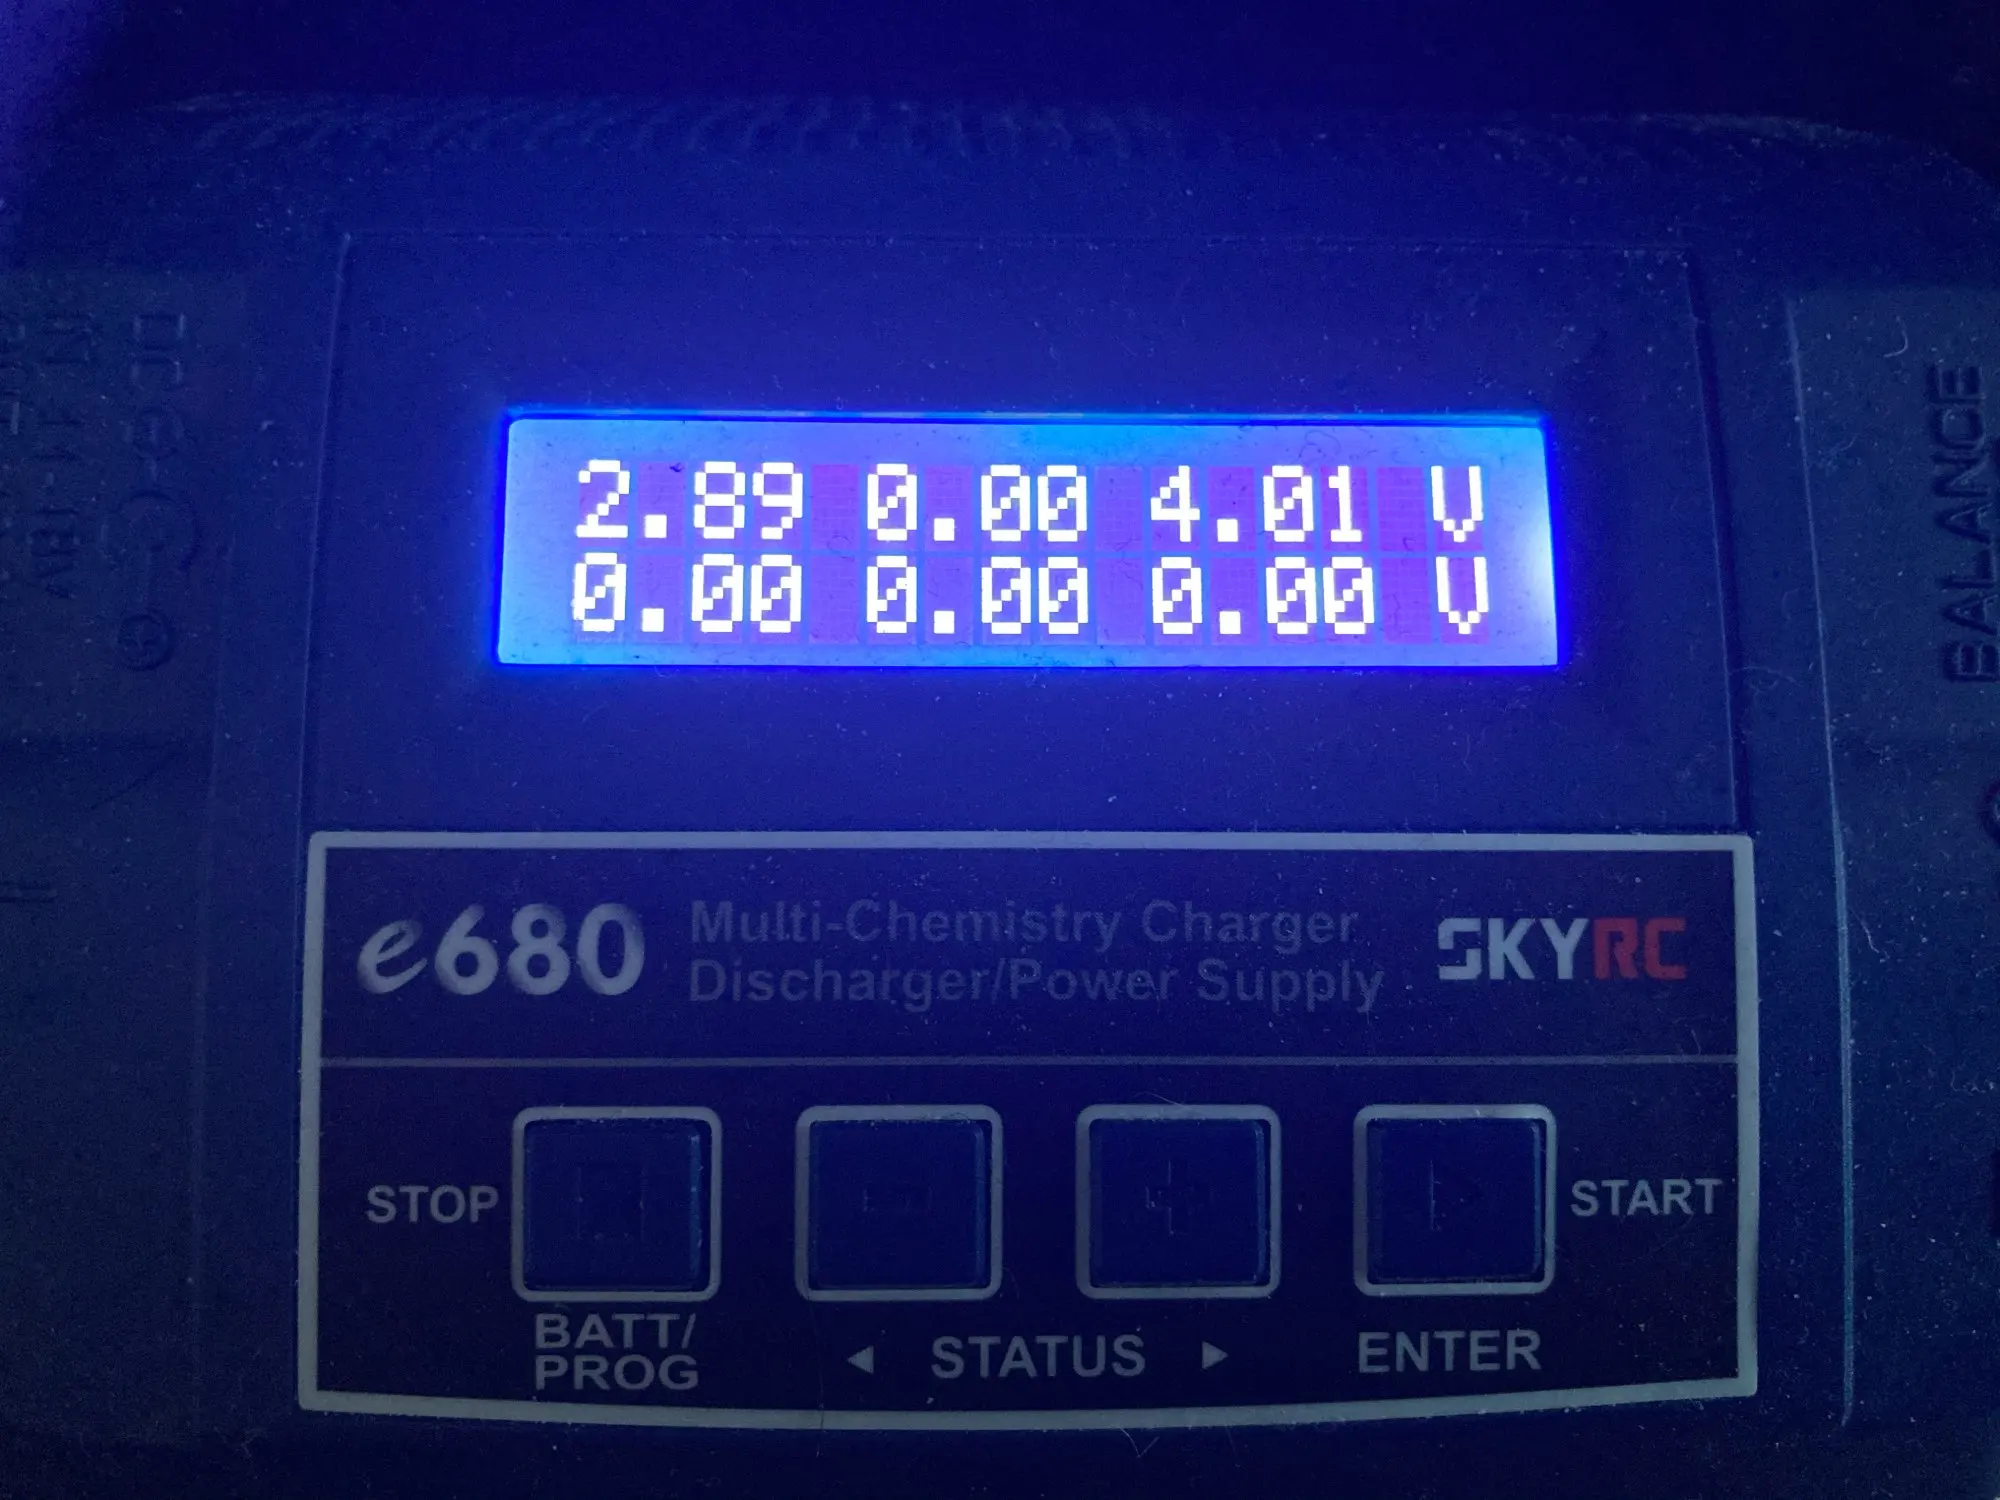 2.89 0.00 4.01 V
0.00 0.00 0.00 V
BALANCE
e680
Multi-Chemistry Charger
Discharger/Power Supply
SKYRC
STOP
START
BATT/
PROG
◄ STATUS ►
ENTER